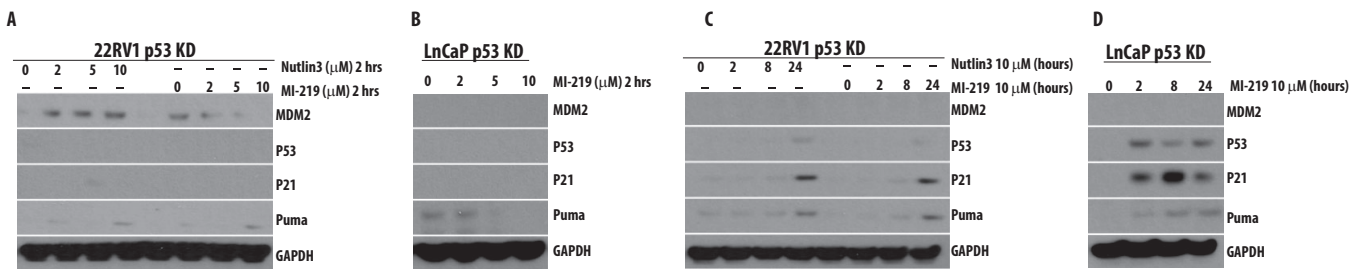 A
22RV1 p53 KD
0 2 5 10 – – – – Nutlin3 (μM) 2 hrs
– – – – 0 2 5 10 MI-219 (μM) 2 hrs
MDM2
P53
P21
Puma
GAPDH
B
LnCaP p53 KD
0 2 5 10 MI-219 (μM) 2 hrs
MDM2
P53
P21
Puma
GAPDH
C
22RV1 p53 KD
0 2 8 24 – – – – Nutlin3 10 μM (hours)
– – – – 0 2 8 24 MI-219 10 μM (hours)
MDM2
P53
P21
Puma
GAPDH
D
LnCaP p53 KD
0 2 8 24 MI-219 10 μM (hours)
MDM2
P53
P21
Puma
GAPDH